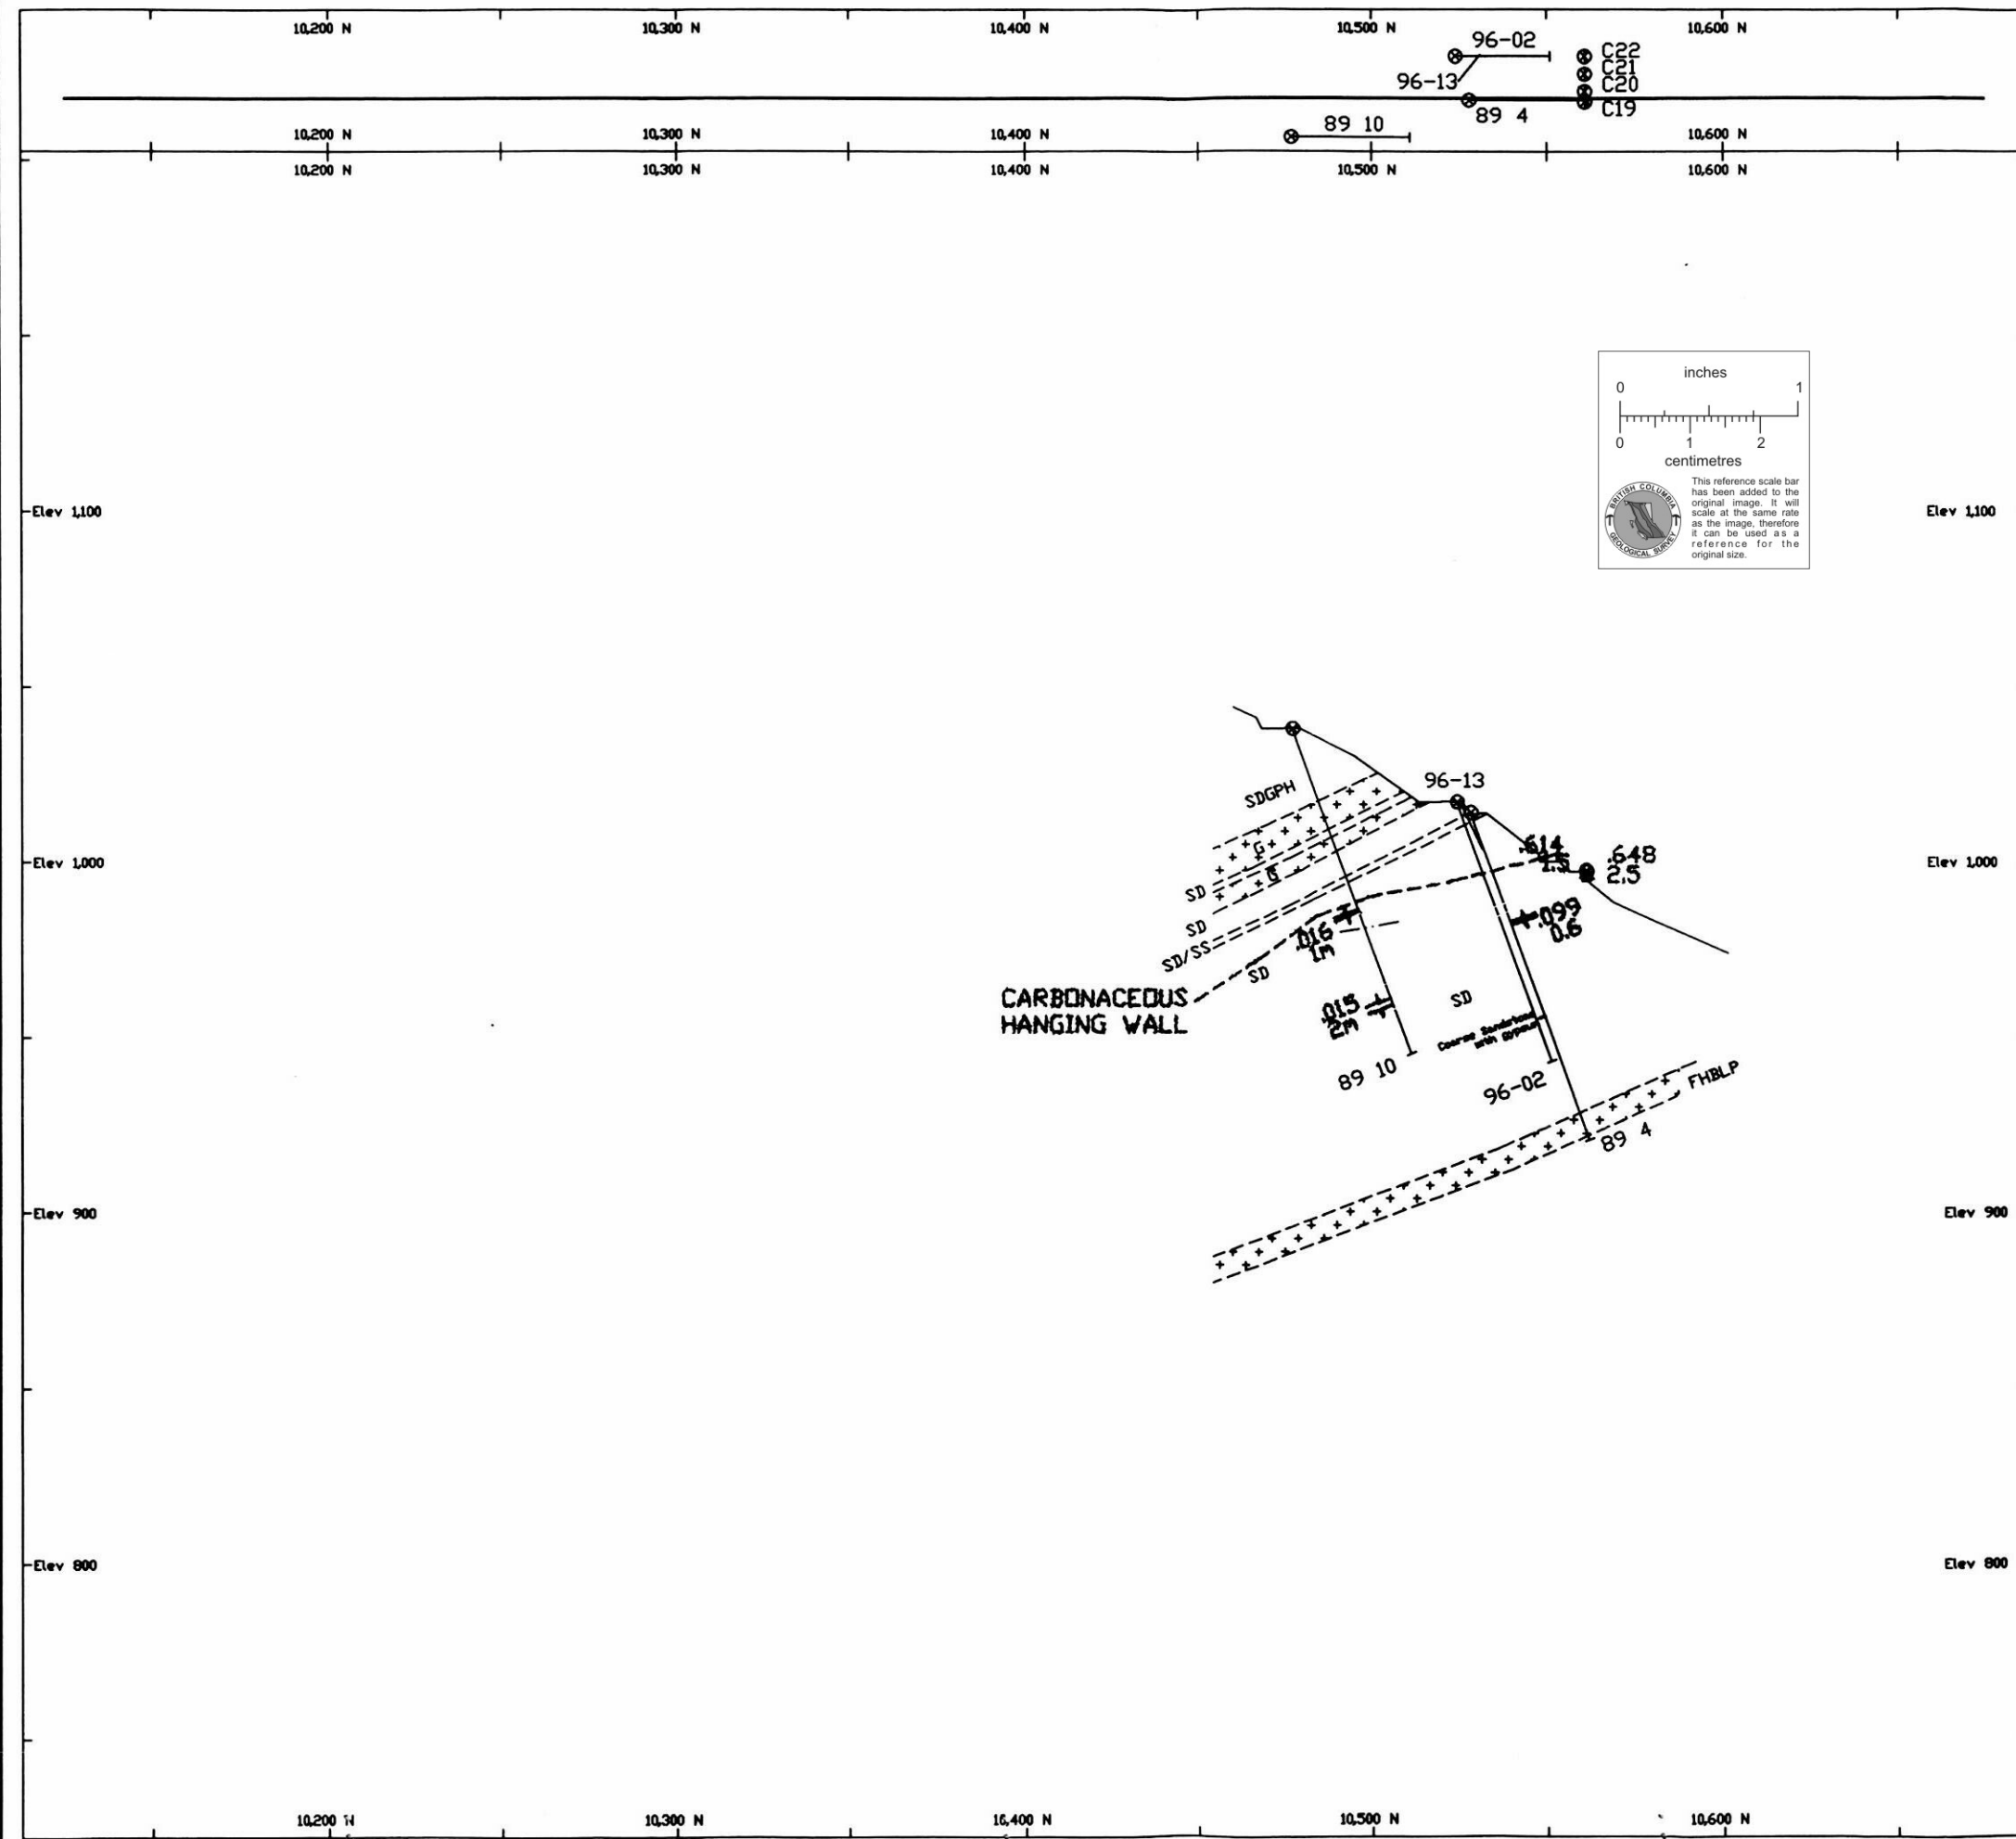 10,200 N 10,300 N 10,400 N 10,500 N 10,600 N
96-02
C22
C21
96-13
C20
89 4
C19
89 10
10,200 N 10,300 N 10,400 N 10,600 N
10,200 N 10,300 N 10,400 N 10,500 N 10,600 N
inches
0 1
0 1 2
centimetres
BRITISH COLUMBIA
GEOLOGICAL SURVEY
This reference scale bar
has been added to the
original image. It will
scale at the same rate
as the image, therefore
it can be used as a
reference for the
original size.
Elev 1,100 Elev 1,100
SDGPH
96-13
Elev 1,000 Elev 1,000
G
G
.614
1.5
.648
2.5
SD
SD
SD/SS
SD
.016
1M
.099
0.6
CARBONACEOUS
HANGING WALL
.015
2M
SD
Coarse Sandstone
with gypsum
89 10
96-02
FHBLP
89 4
Elev 900 Elev 900
Elev 800 Elev 800
10,200 N 10,300 N 10,400 N 10,500 N 10,600 N